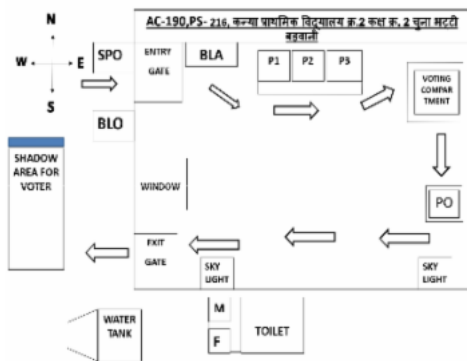 AC-190,PS- 216, कन्या प्राथमिक विद्यालय क्र.2 कक्ष क्र. 2 चुना भट्टी
बड़वानी
N
W
E
S
SPO
ENTRY
GATE
BLA
P1
P2
P3
VOTING
COMPAR
TMENT
BLO
SHADOW
AREA FOR
VOTER
WINDOW
PO
EXIT
GATE
SKY
LIGHT
SKY
LIGHT
WATER
TANK
M
F
TOILET